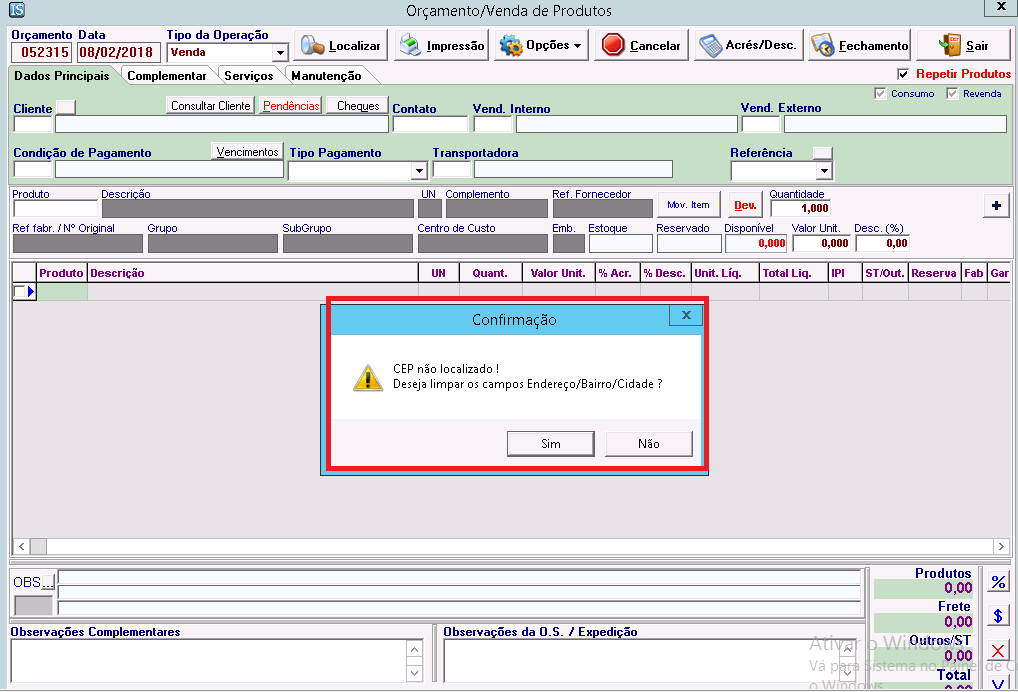 IS Orçamento/Venda de Produtos X
Orçamento Data Tipo da Operação
052315 08/02/2018 Venda Localizar Impressão Opções Cancelar Acrés/Desc. Fechamento Sair
Dados Principais Complementar Serviços Manutenção Repetir Produtos
Consumo Revenda
Cliente Consultar Cliente Pendências Cheques Contato Vend. Interno Vend. Externo
Condição de Pagamento Vencimentos Tipo Pagamento Transportadora Referência
Produto Descrição UN Complemento Ref. Fornecedor Mov. Item Dev. Quantidade
1,000 +
Ref fabr. / Nº Original Grupo SubGrupo Centro de Custo Emb. Estoque Reservado Disponível Valor Unit. Desc. (%)
0,000 0,000 0,00
Produto Descrição UN Quant. Valor Unit. % Acr. % Desc. Unit. Líq. Total Liq. IPI ST/Out. Reserva Fab Gar
Confirmação X
CEP não localizado !
Deseja limpar os campos Endereço/Bairro/Cidade ?
Sim Não
OBS... Produtos %
0,00
Frete
0,00 $
Observações Complementares Observações da O.S. / Expedição Outros/ST
0,00 X
Total
0,00
Ativar o Windows
Vá para Sistema no Painel de C
o Windows.